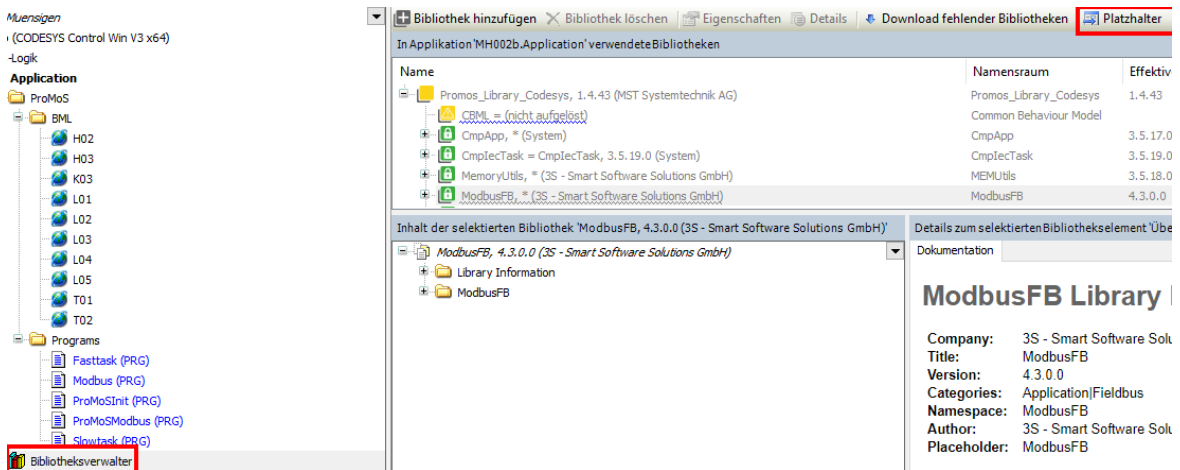 Muensigen
(CODESYS Control Win V3 x64)
-Logik
Application
ProMoS
BML
H02
H03
K03
L01
L02
L03
L04
L05
T01
T02
Programs
Fasttask (PRG)
Modbus (PRG)
ProMoSInit (PRG)
ProMoSModbus (PRG)
Slowtask (PRG)
Bibliotheksverwalter
Bibliothek hinzufügen Bibliothek löschen Eigenschaften Details Download fehlender Bibliotheken Platzhalter
In Applikation 'MH002b.Application' verwendete Bibliotheken
Name Namensraum Effektiv
Promos_Library_Codesys, 1.4.43 (MST Systemtechnik AG) Promos_Library_Codesys 1.4.43
CBML = (nicht aufgelöst) Common Behaviour Model
CmpApp, * (System) CmpApp 3.5.17.0
CmpIecTask = CmpIecTask, 3.5.19.0 (System) CmpIecTask 3.5.19.0
MemoryUtils, * (3S - Smart Software Solutions GmbH) MEMUtils 3.5.18.0
ModbusFB, * (3S - Smart Software Solutions GmbH) ModbusFB 4.3.0.0
Inhalt der selektierten Bibliothek 'ModbusFB, 4.3.0.0 (3S - Smart Software Solutions GmbH)'
ModbusFB, 4.3.0.0 (3S - Smart Software Solutions GmbH)
Library Information
ModbusFB
Details zum selektierten Bibliothekselement 'Übe
Dokumentation
ModbusFB Library
Company: 3S - Smart Software Solu
Title: ModbusFB
Version: 4.3.0.0
Categories: Application|Fieldbus
Namespace: ModbusFB
Author: 3S - Smart Software Solu
Placeholder: ModbusFB